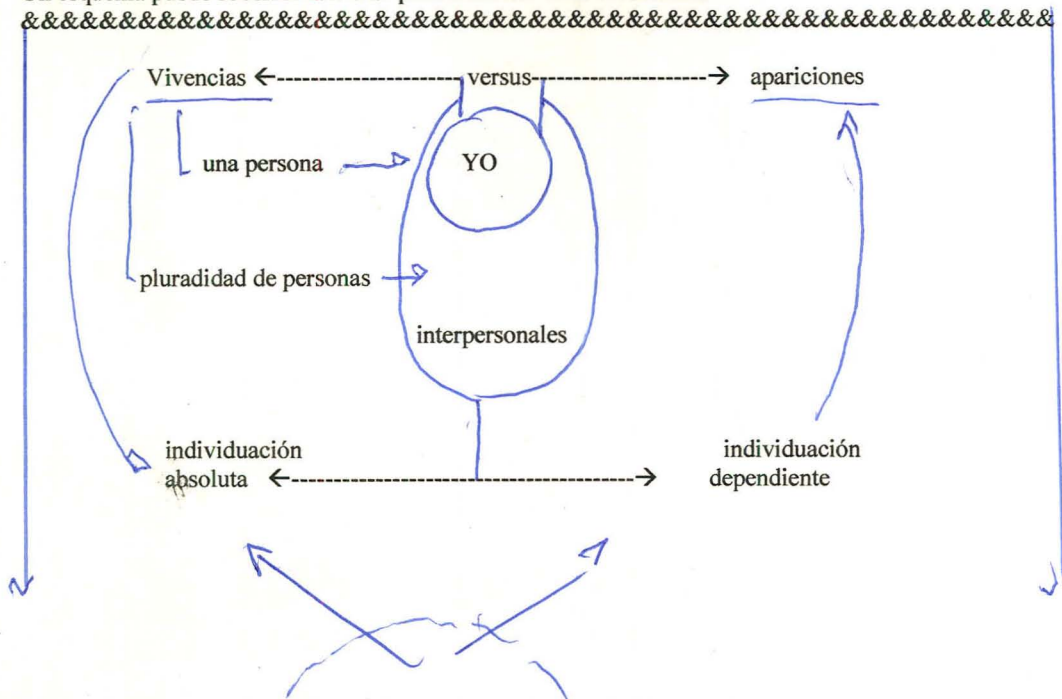 &&&&&&&&&&&&&&&&&&&&&&&&&&&&&&&&&&&&&&&&&&&&&&&&&&&&
Vivencias ←--------------------versus--------------------→ apariciones
una persona YO
pluradidad de personas
interpersonales
individuación individuación
absoluta ←------------------------------------→ dependiente